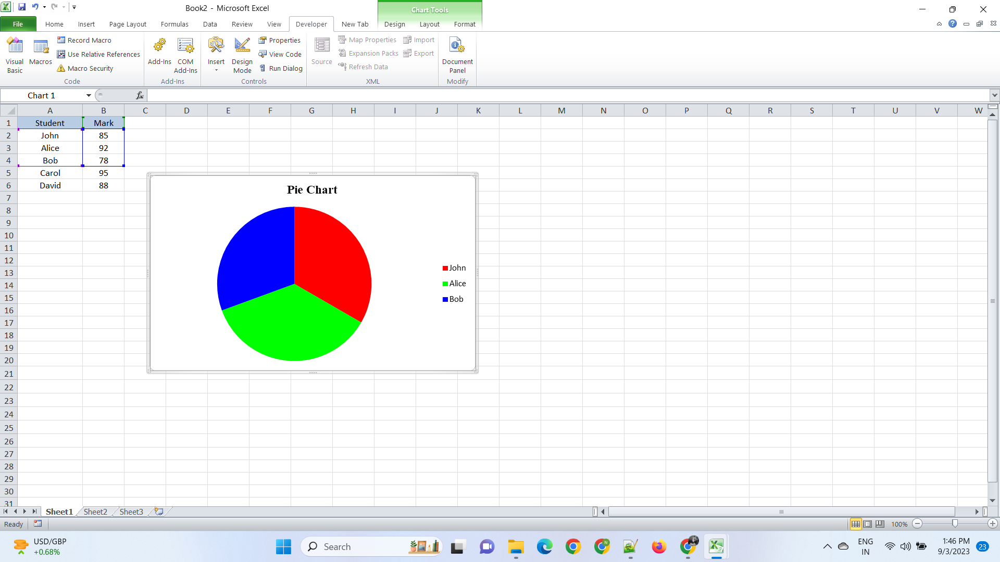 Book2 - Microsoft Excel
Chart Tools
File Home Insert Page Layout Formulas Data Review View Developer New Tab Design Layout Format
Visual Basic
Macros
Record Macro
Use Relative References
Macro Security
Code
Add-Ins
COM Add-Ins
Add-Ins
Insert
Design Mode
Properties
View Code
Run Dialog
Controls
Source
Map Properties
Expansion Packs
Refresh Data
Import
Export
XML
Document Panel
Modify
Chart 1
fx
A B C D E F G H I J K L M N O P Q R S T U V W
1 Student Mark
2 John 85
3 Alice 92
4 Bob 78
5 Carol 95
6 David 88
7
8
9
10
11
12
13
14
15
16
17
18
19
20
21
22
23
24
25
26
27
28
29
30
31
Pie Chart
John
Alice
Bob
Sheet1 Sheet2 Sheet3
Ready
100%
USD/GBP
+0.68%
Search
N
ENG
IN
1:46 PM
9/3/2023
23